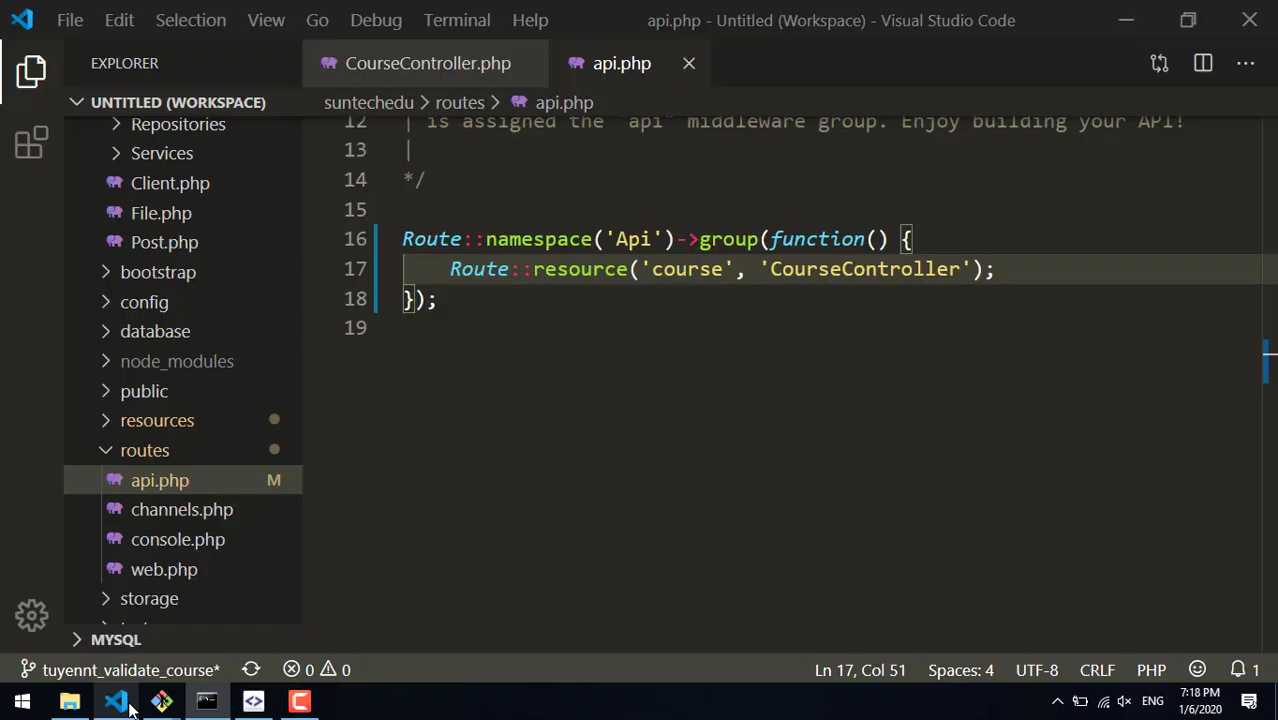 File Edit Selection View Go Debug Terminal Help api.php - Untitled (Workspace) - Visual Studio Code
EXPLORER
CourseController.php
api.php
UNTITLED (WORKSPACE)
suntechedu > routes > api.php
Repositories
Services
Client.php
File.php
Post.php
bootstrap
config
database
node_modules
public
resources
routes
api.php M
channels.php
console.php
web.php
storage
MYSQL
12 | is assigned the "api" middleware group. Enjoy building your API!
13 |
14 */
15
16 Route::namespace('Api')->group(function() {
17 Route::resource('course', 'CourseController');
18 });
19
tuyennt_validate_course* 0 0 Ln 17, Col 51 Spaces: 4 UTF-8 CRLF PHP 1
ENG 7:18 PM
1/6/2020